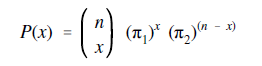 P(x) = (n x) (π₁)ˣ (π₂)⁽ⁿ ⁻ ˣ⁾